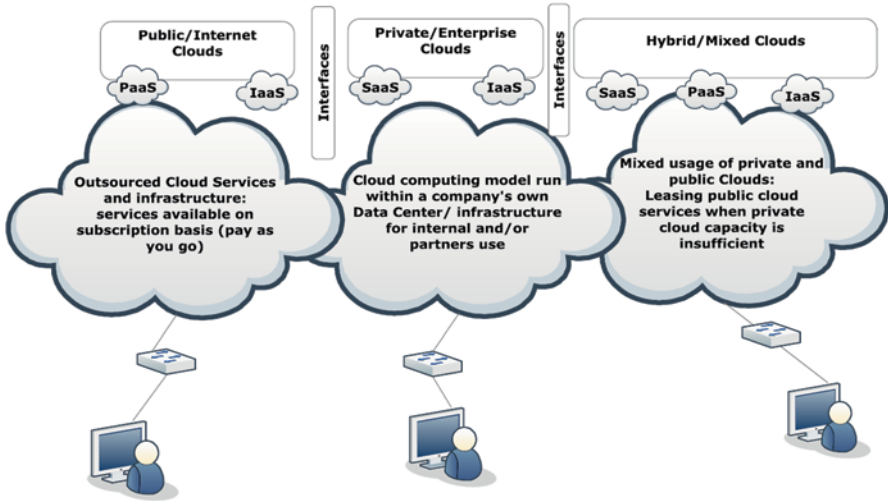 Public/Internet
Clouds
PaaS
IaaS
Outsourced Cloud Services
and infrastructure:
services available on
subscription basis (pay as
you go)
Interfaces
Private/Enterprise
Clouds
SaaS
IaaS
Cloud computing model run
within a company's own
Data Center/ infrastructure
for internal and/or
partners use
Interfaces
Hybrid/Mixed Clouds
SaaS
PaaS
IaaS
Mixed usage of private and
public Clouds:
Leasing public cloud
services when private
cloud capacity is
insufficient